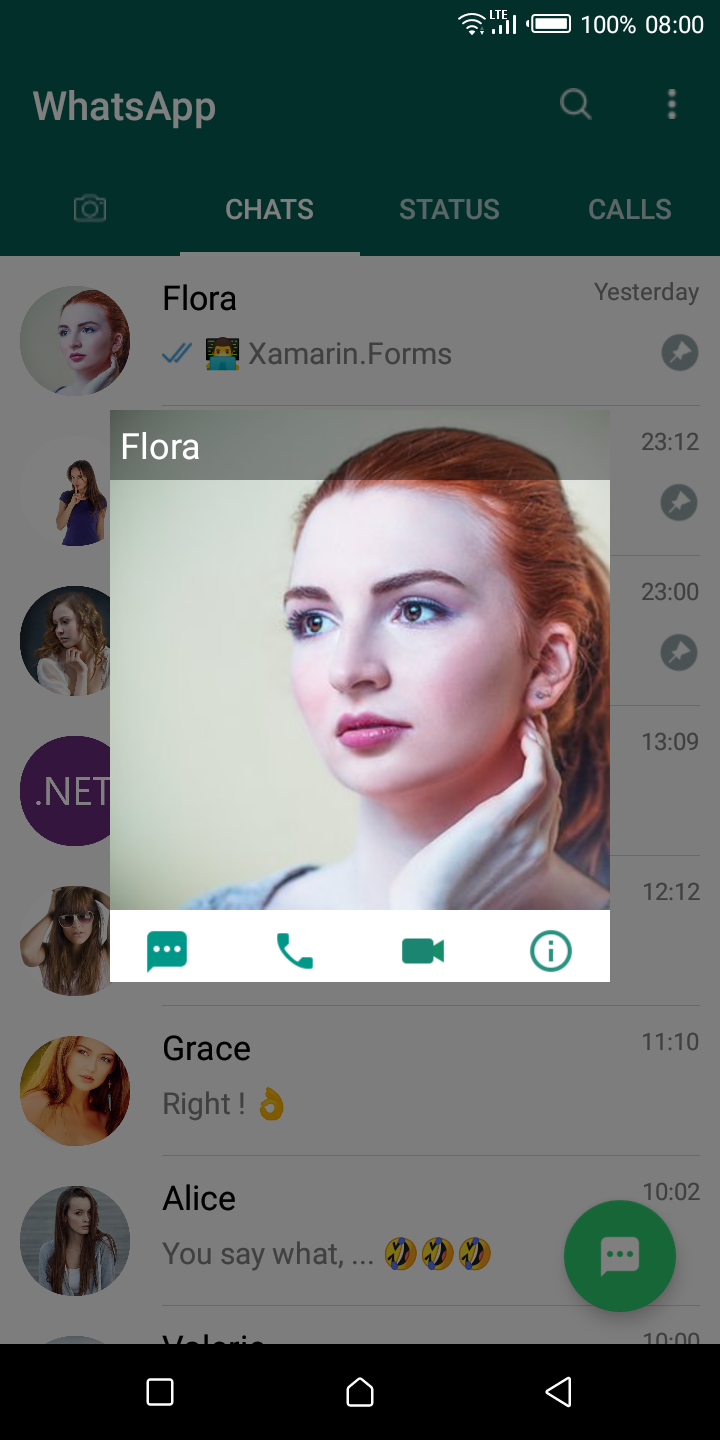 LTE 100% 08:00
WhatsApp
CHATS STATUS CALLS
Flora Yesterday
👨‍💻 Xamarin.Forms
Flora 23:12
23:00
13:09
.NET
12:12
Grace 11:10
Right ! 👌
Alice 10:02
You say what, ... 🤣🤣🤣
10:00